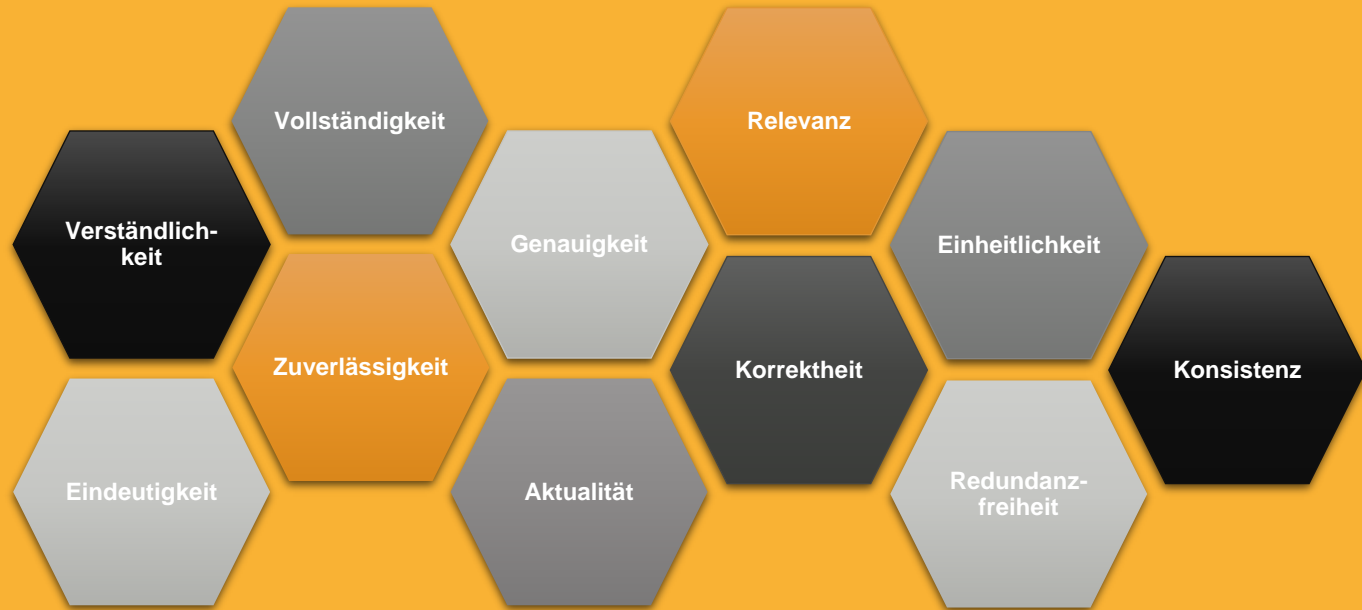 Vollständigkeit
Relevanz
Verständlich-
keit
Genauigkeit
Einheitlichkeit
Zuverlässigkeit
Korrektheit
Konsistenz
Eindeutigkeit
Aktualität
Redundanz-
freiheit